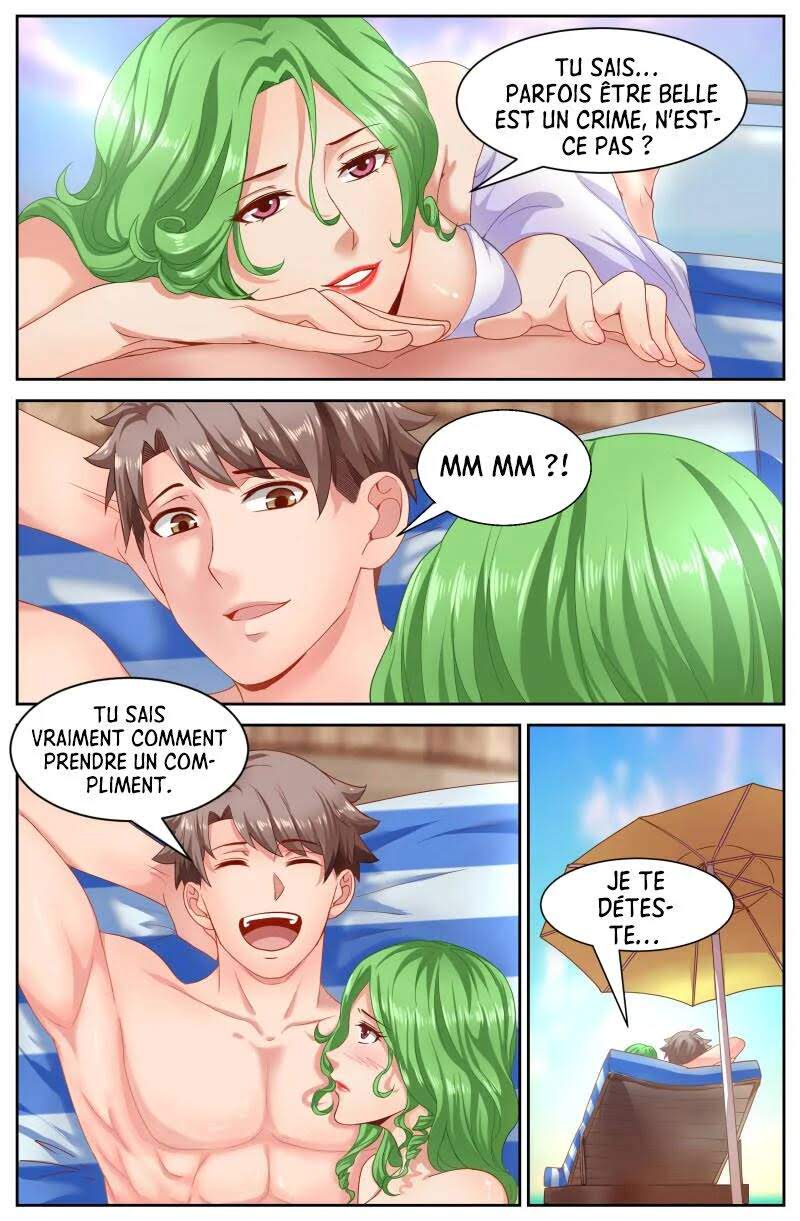 TU SAIS...
PARFOIS ÊTRE BELLE
EST UN CRIME, N'EST-
CE PAS ?
MM MM ?!
TU SAIS
VRAIMENT COMMENT
PRENDRE UN COM-
PLIMENT.
JE TE
DÉTES-
TE...